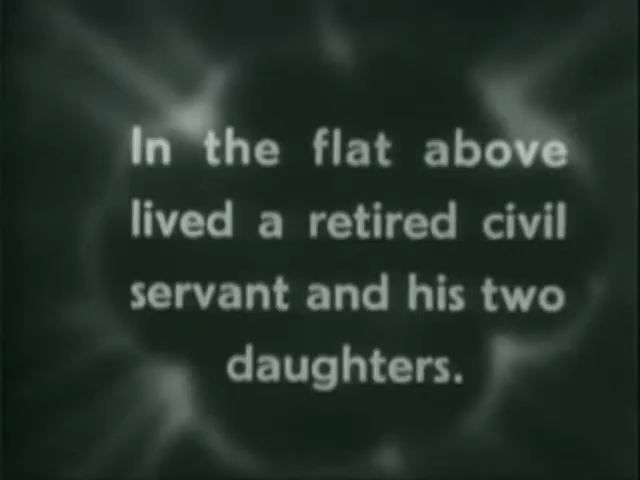 In the flat above
lived a retired civil
servant and his two
daughters.